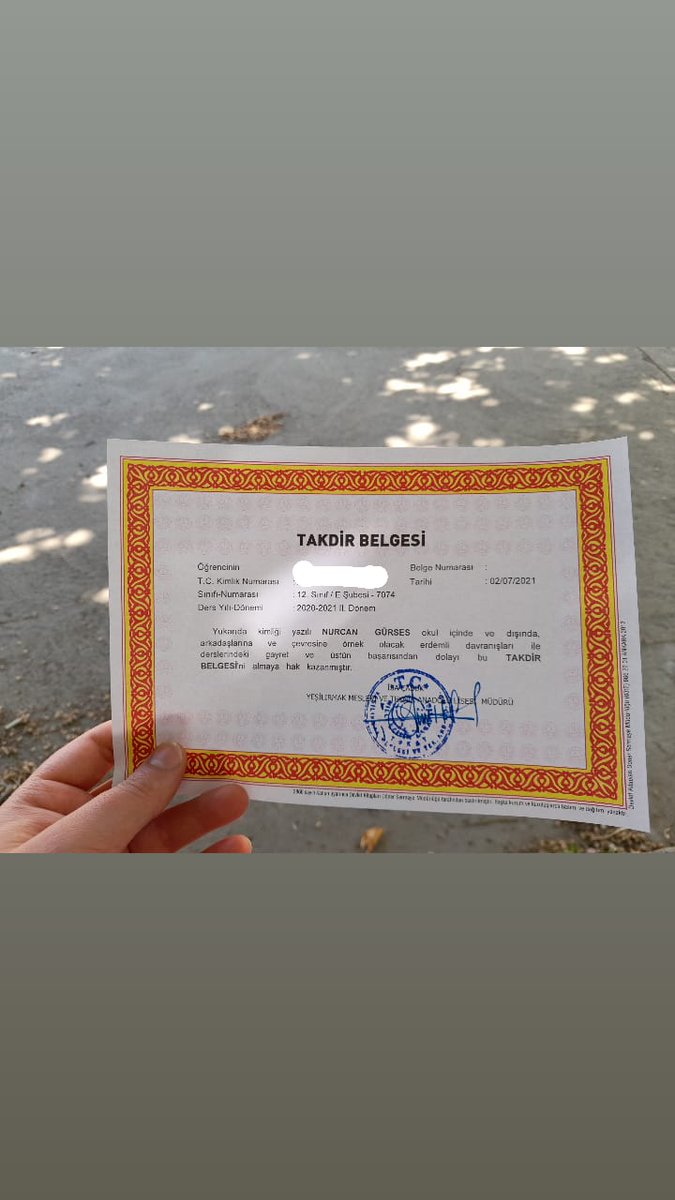 TAKDİR BELGESİ
Öğrencinin
Belge Numarası :
T.C. Kimlik Numarası :
Tarihi : 02/07/2021
Sınıfı-Numarası : 12. Sınıf / E Şubesi - 7074
Ders Yılı-Dönemi : 2020-2021 II. Dönem
Yukarıda kimliği yazılı NURCAN GÜRSES okul içinde ve dışında,
arkadaşlarına ve çevresine örnek olacak erdemli davranışları ile
derslerindeki gayret ve üstün başarısından dolayı bu TAKDİR
BELGESİ'ni almaya hak kazanmıştır.
YEŞİLIRMAK MESLEKİ VE TEKNİK ANADOLU LİSESİ MÜDÜRÜ
T.C.